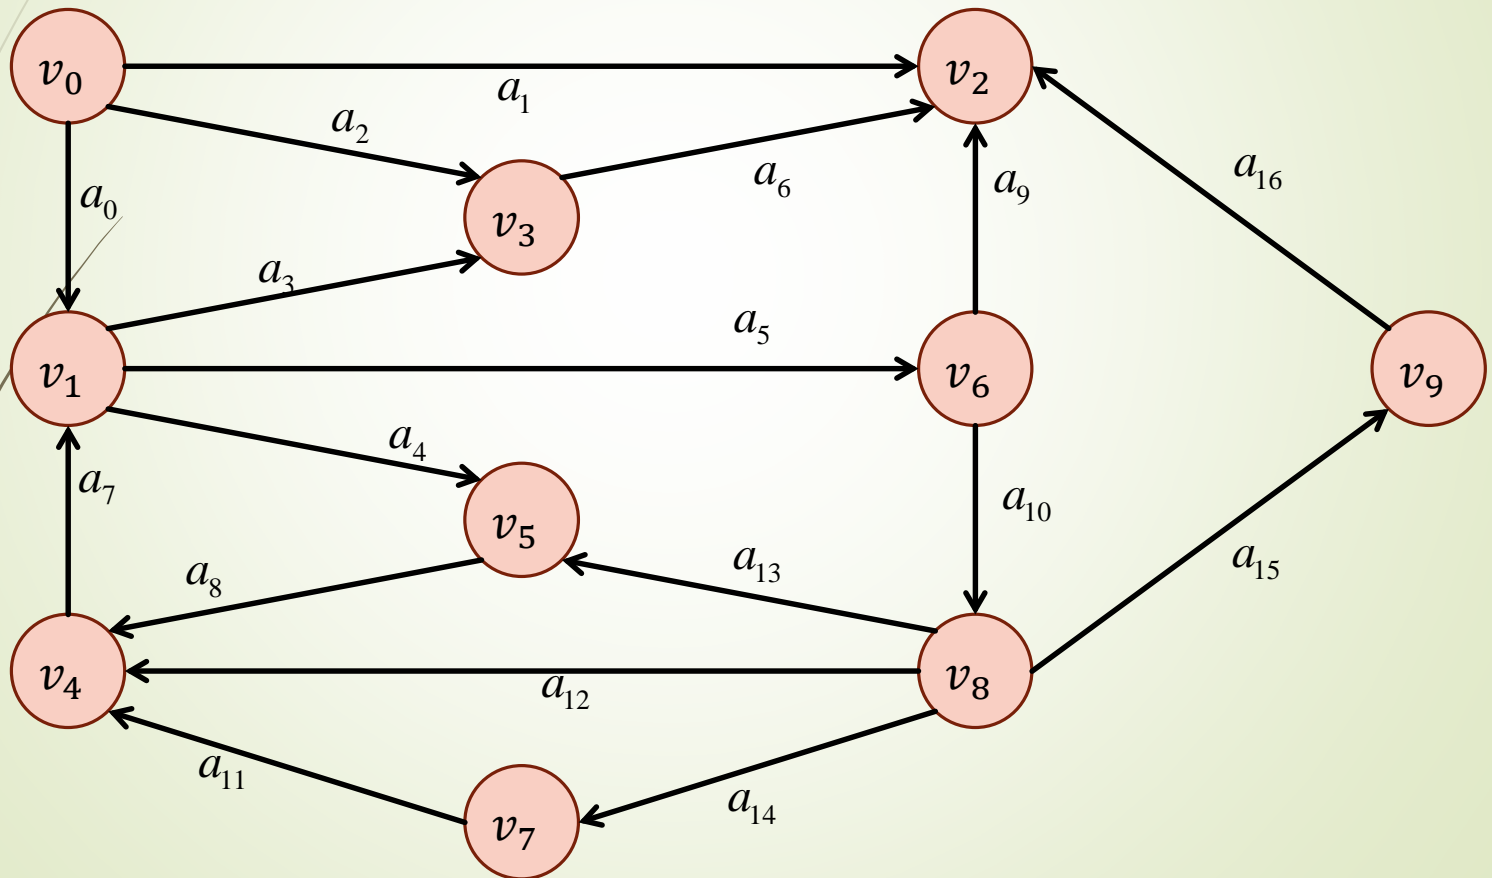 v₀
v₂
a₁
a₂
a₆
a₁₆
a₀
a₉
v₃
a₃
a₅
v₁
v₆
v₉
a₄
a₇
a₁₀
v₅
a₁₃
a₁₅
a₈
v₄
v₈
a₁₂
a₁₁
a₁₄
v₇